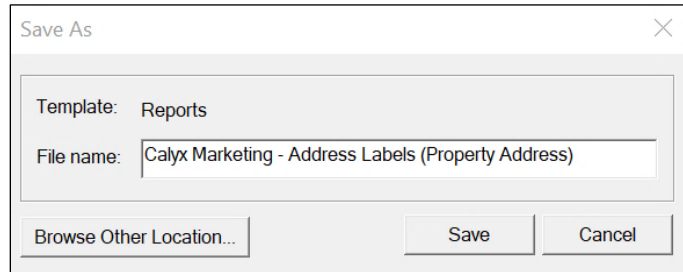 Save As
Template: Reports
File name: Calyx Marketing - Address Labels (Property Address)
Browse Other Location... Save Cancel